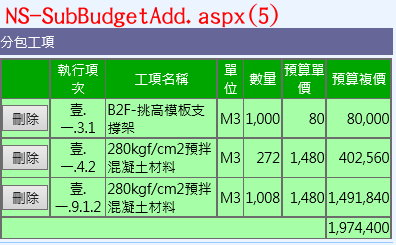 NS-SubBudgetAdd.aspx(5)
分包工項
執行項次 工項名稱 單位 數量 預算單價 預算複價
刪除 壹.一.3.1 B2F-挑高模板支撐架 M3 1,000 80 80,000
刪除 壹.一.4.2 280kgf/cm2預拌混凝土材料 M3 272 1,480 402,560
刪除 壹.一.9.1.2 280kgf/cm2預拌混凝土材料 M3 1,008 1,480 1,491,840
1,974,400